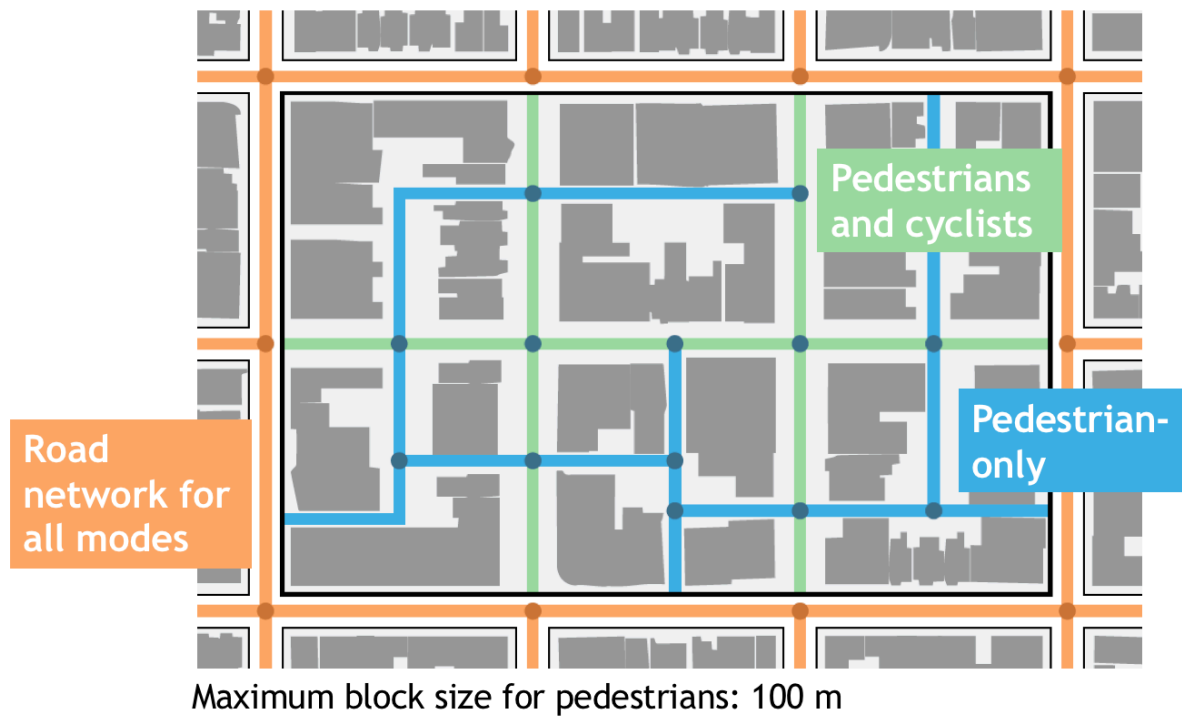 Pedestrians
and cyclists
Pedestrian-
only
Road
network for
all modes
Maximum block size for pedestrians: 100 m